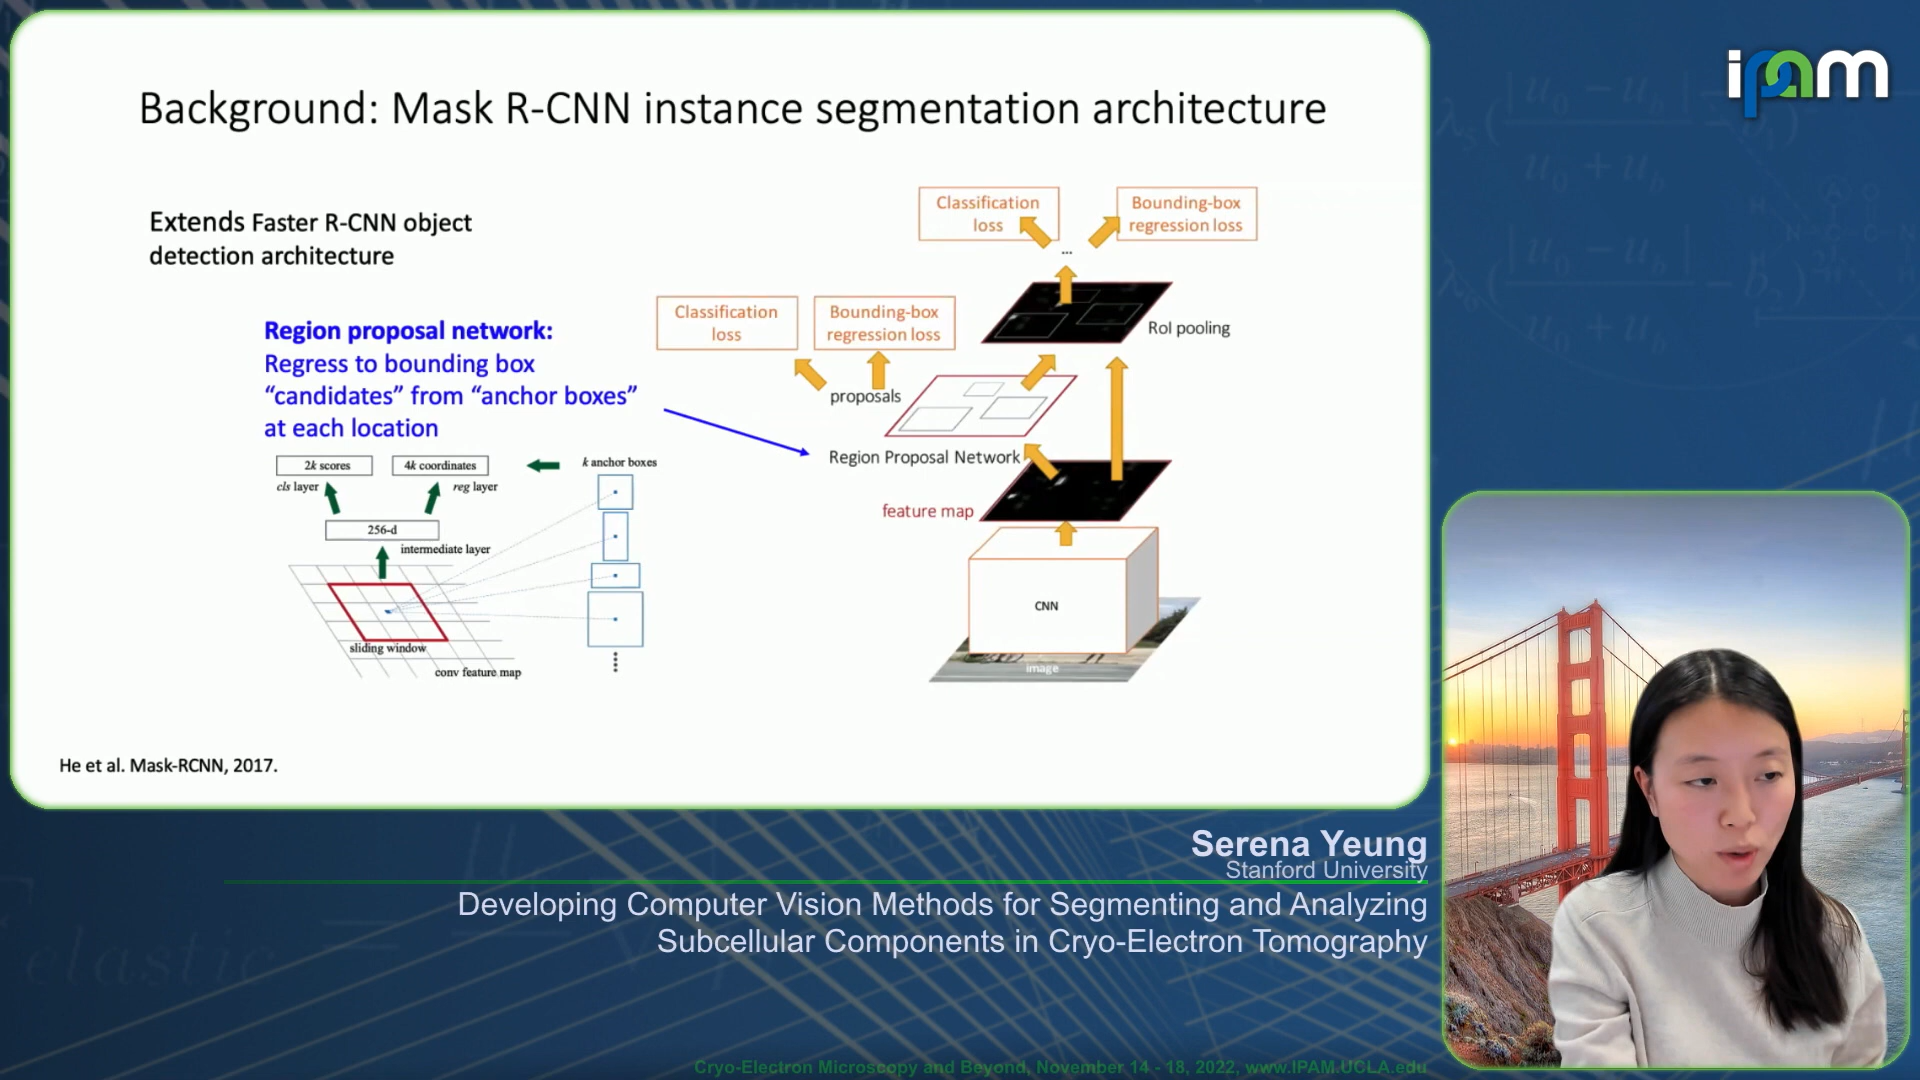 ipam
Background: Mask R-CNN instance segmentation architecture
Extends Faster R-CNN object
detection architecture
Region proposal network:
Regress to bounding box
“candidates” from “anchor boxes”
at each location
2k scores
4k coordinates
k anchor boxes
cls layer
reg layer
256-d
intermediate layer
sliding window
conv feature map
Classification
loss
Bounding-box
regression loss
...
Classification
loss
Bounding-box
regression loss
RoI pooling
proposals
Region Proposal Network
feature map
CNN
image
He et al. Mask-RCNN, 2017.
Serena Yeung
Stanford University
Developing Computer Vision Methods for Segmenting and Analyzing
Subcellular Components in Cryo-Electron Tomography
Cryo-Electron Microscopy and Beyond, November 14 - 18, 2022, www.IPAM.UCLA.edu
elastic